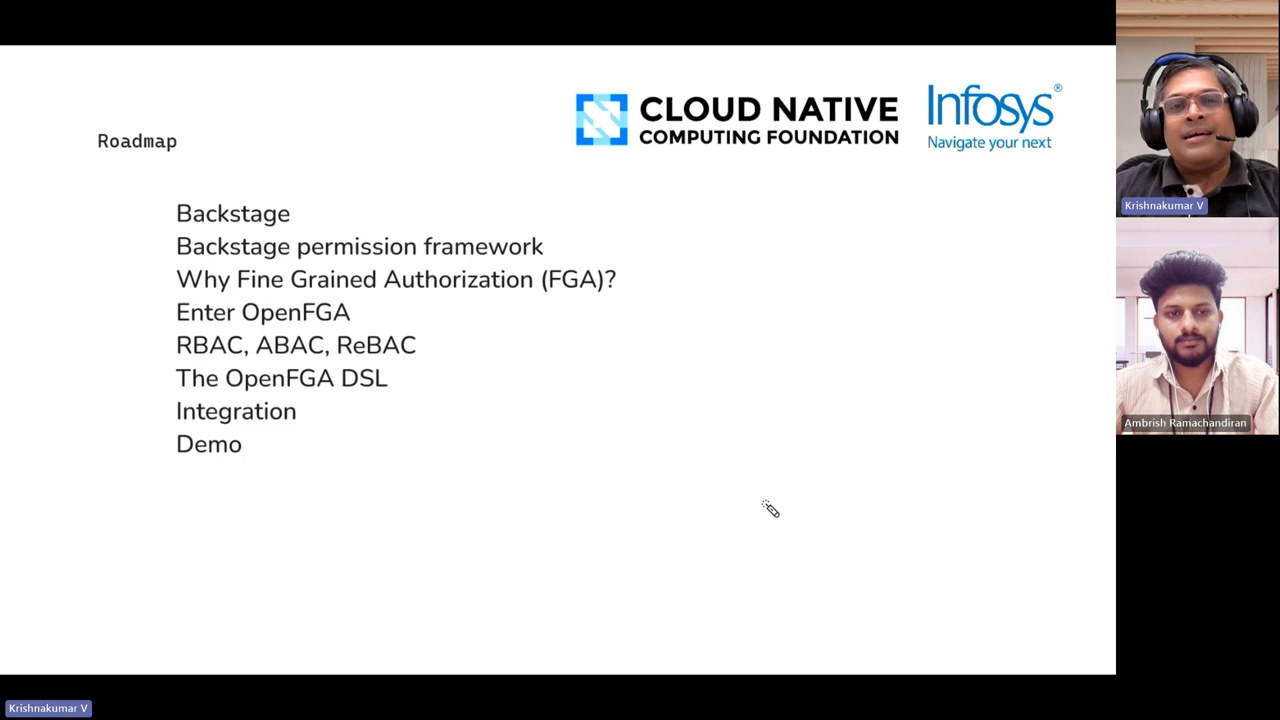 Roadmap
CLOUD NATIVE
COMPUTING FOUNDATION
Infosys®
Navigate your next
Backstage
Backstage permission framework
Why Fine Grained Authorization (FGA)?
Enter OpenFGA
RBAC, ABAC, ReBAC
The OpenFGA DSL
Integration
Demo
Krishnakumar V
Ambrish Ramachandiran
Krishnakumar V